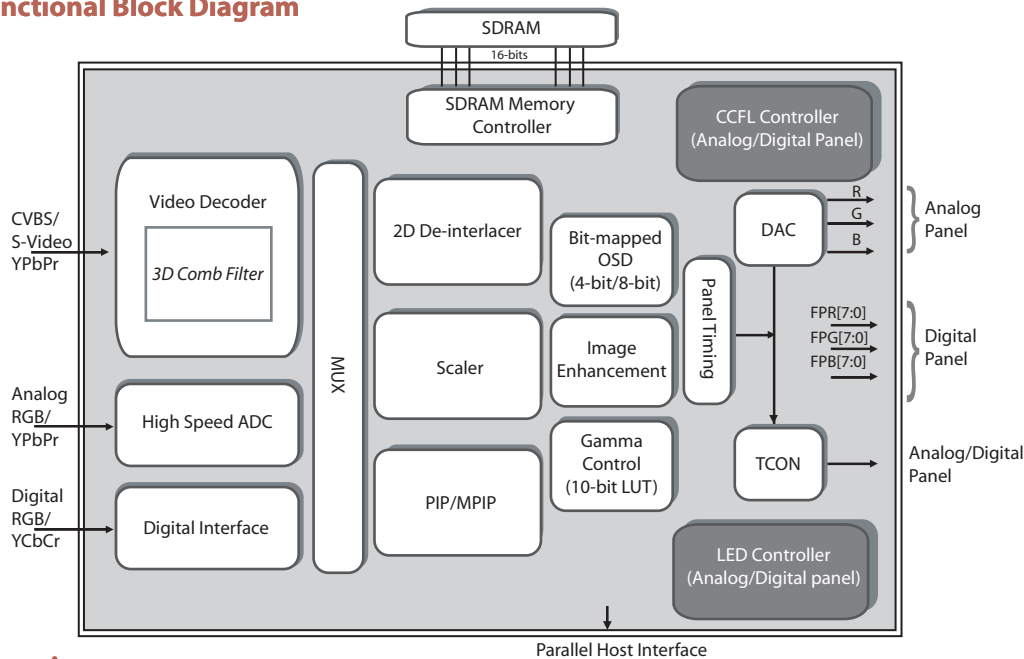 nctional Block Diagram
SDRAM
16-bits
SDRAM Memory
Controller
CCFL Controller
(Analog/Digital Panel)
CVBS/
S-Video
YPbPr
Video Decoder
3D Comb Filter
Analog
RGB/
YPbPr
High Speed ADC
Digital
RGB/
YCbCr
Digital Interface
MUX
2D De-interlacer
Scaler
PIP/MPIP
Bit-mapped
OSD
(4-bit/8-bit)
Image
Enhancement
Gamma
Control
(10-bit LUT)
Panel Timing
DAC
R
G
B
Analog
Panel
FPR[7:0]
FPG[7:0]
FPB[7:0]
Digital
Panel
TCON
Analog/Digital
Panel
LED Controller
(Analog/Digital panel)
Parallel Host Interface